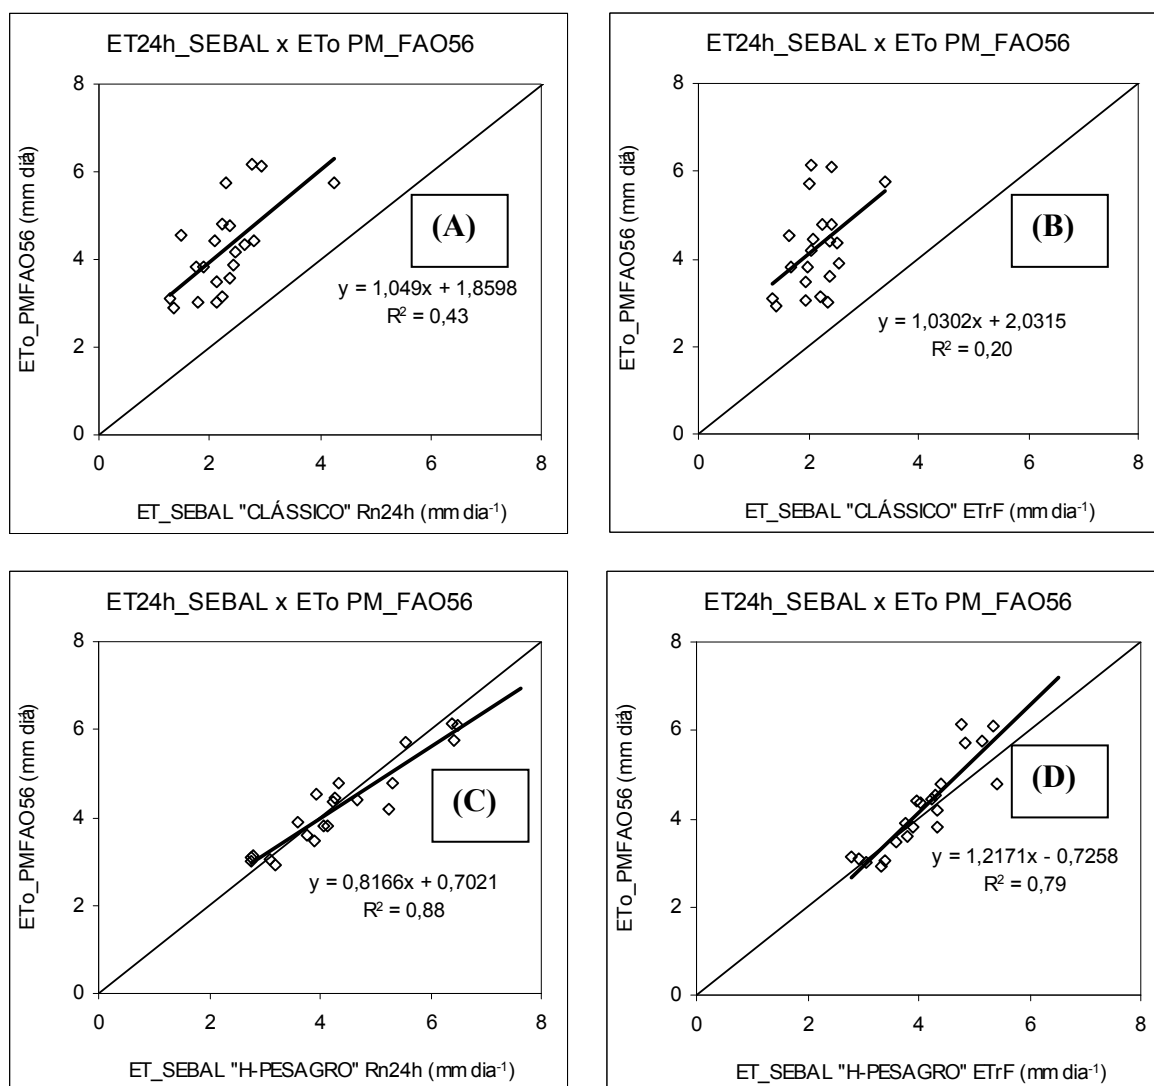 ET24h_SEBAL x ETo PM_FAO56
8
6
4
2
0
0 2 4 6 8
ETo_PMFAO56 (mm dia)
(A)
y = 1,049x + 1,8598
R² = 0,43
ET_SEBAL "CLÁSSICO" Rn24h (mm dia⁻¹)
ET24h_SEBAL x ETo PM_FAO56
8
6
4
2
0
0 2 4 6 8
ETo_PMFAO56 (mm dia)
(B)
y = 1,0302x + 2,0315
R² = 0,20
ET_SEBAL "CLÁSSICO" ETrF (mm dia⁻¹)
ET24h_SEBAL x ETo PM_FAO56
8
6
4
2
0
0 2 4 6 8
ETo_PMFAO56 (mm dia)
(C)
y = 0,8166x + 0,7021
R² = 0,88
ET_SEBAL "H-PESAGRO" Rn24h (mm dia⁻¹)
ET24h_SEBAL x ETo PM_FAO56
8
6
4
2
0
0 2 4 6 8
ETo_PMFAO56 (mm dia)
(D)
y = 1,2171x - 0,7258
R² = 0,79
ET_SEBAL "H-PESAGRO" ETrF (mm dia⁻¹)